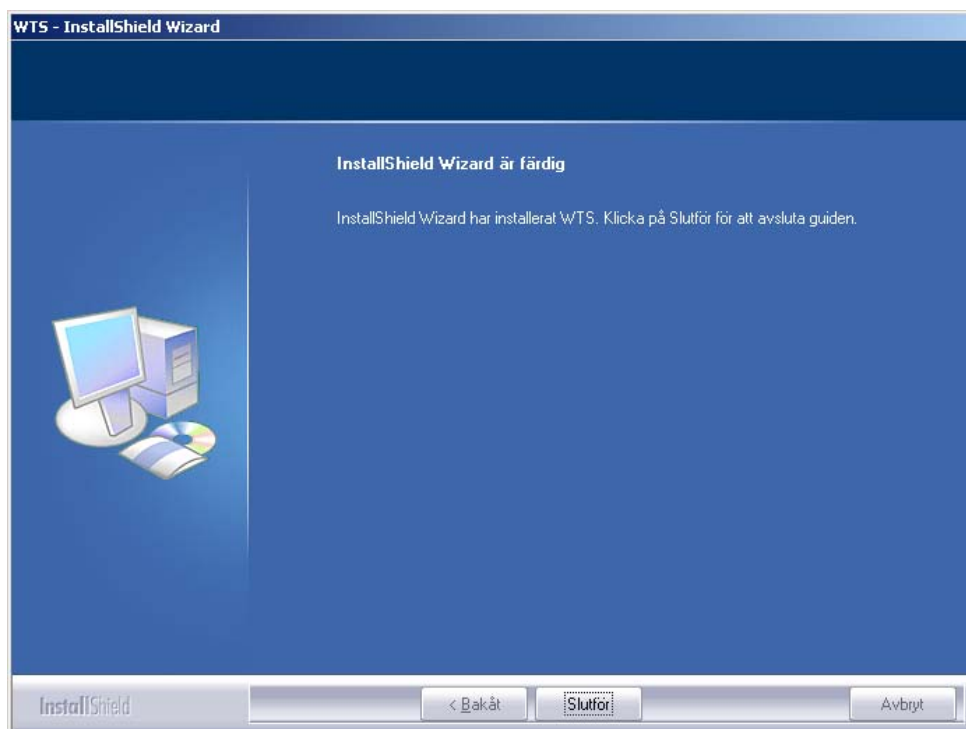 WTS - InstallShield Wizard
InstallShield Wizard är färdig
InstallShield Wizard har installerat WTS. Klicka på Slutför för att avsluta guiden.
InstallShield
< Bakåt
Slutför
Avbryt